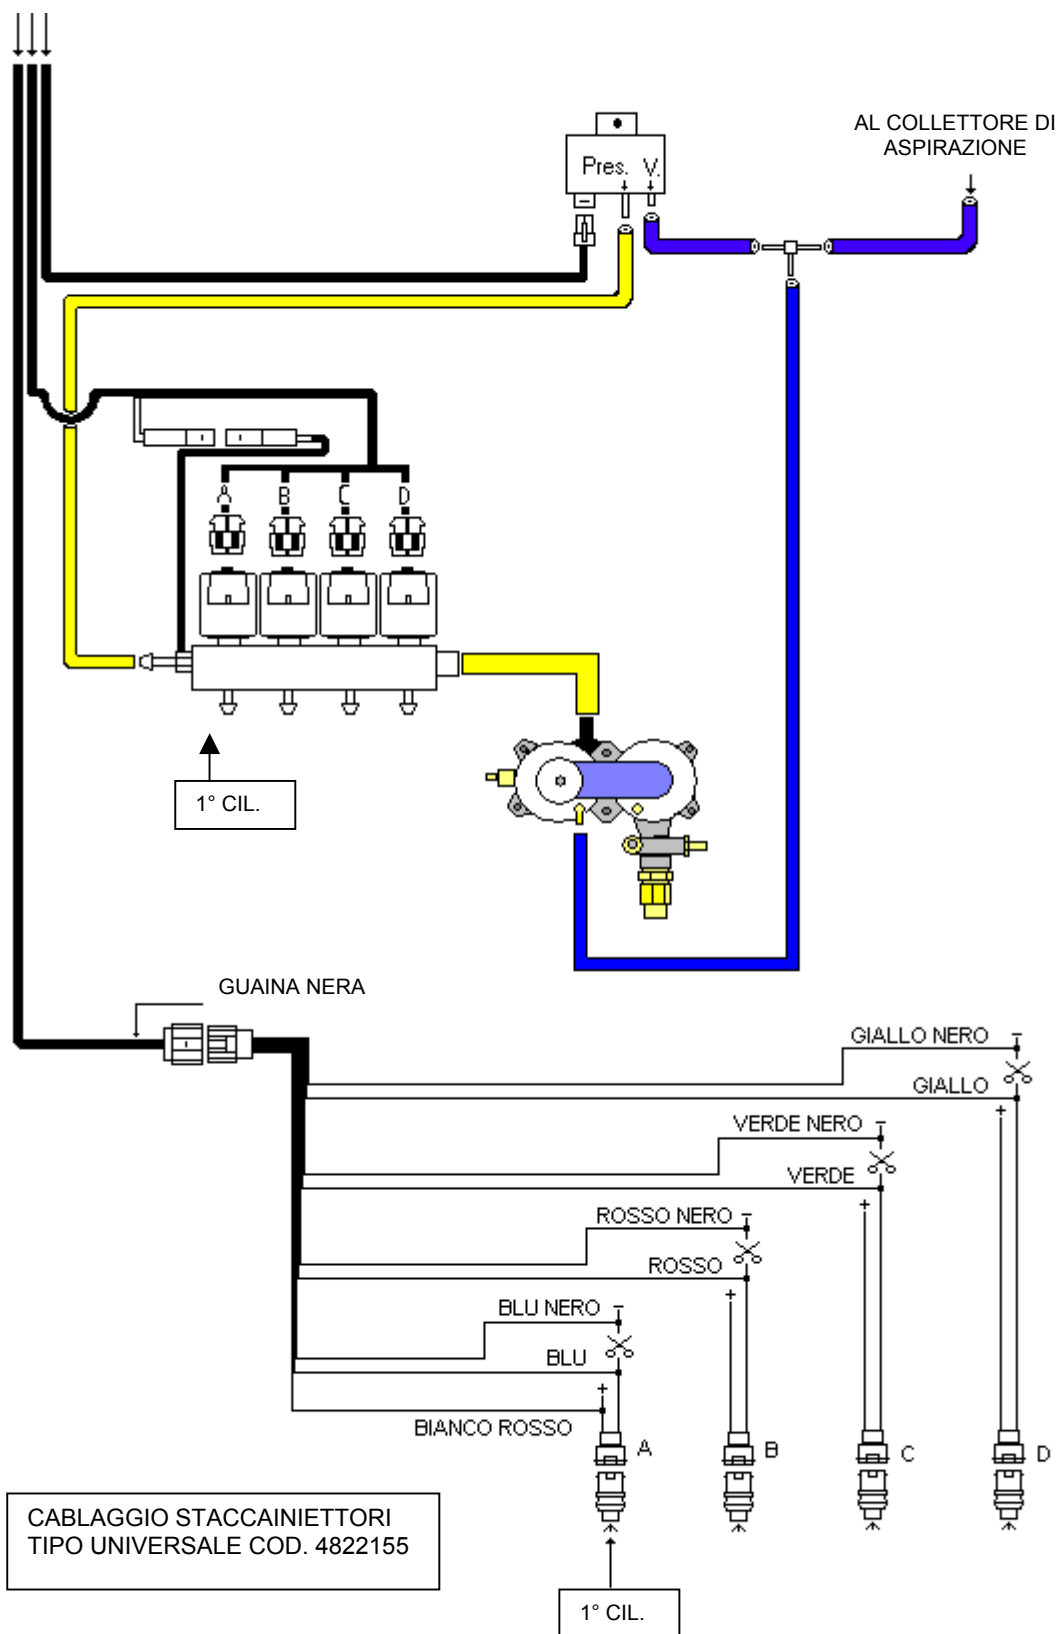 AL COLLETTORE DI
ASPIRAZIONE
Pres. V.
A B C D
1° CIL.
GUAINA NERA
GIALLO NERO -
GIALLO
+
VERDE NERO -
VERDE
+
ROSSO NERO -
ROSSO
+
BLU NERO -
BLU
+
BIANCO ROSSO
A B C D
CABLAGGIO STACCAINIETTORI
TIPO UNIVERSALE COD. 4822155
1° CIL.